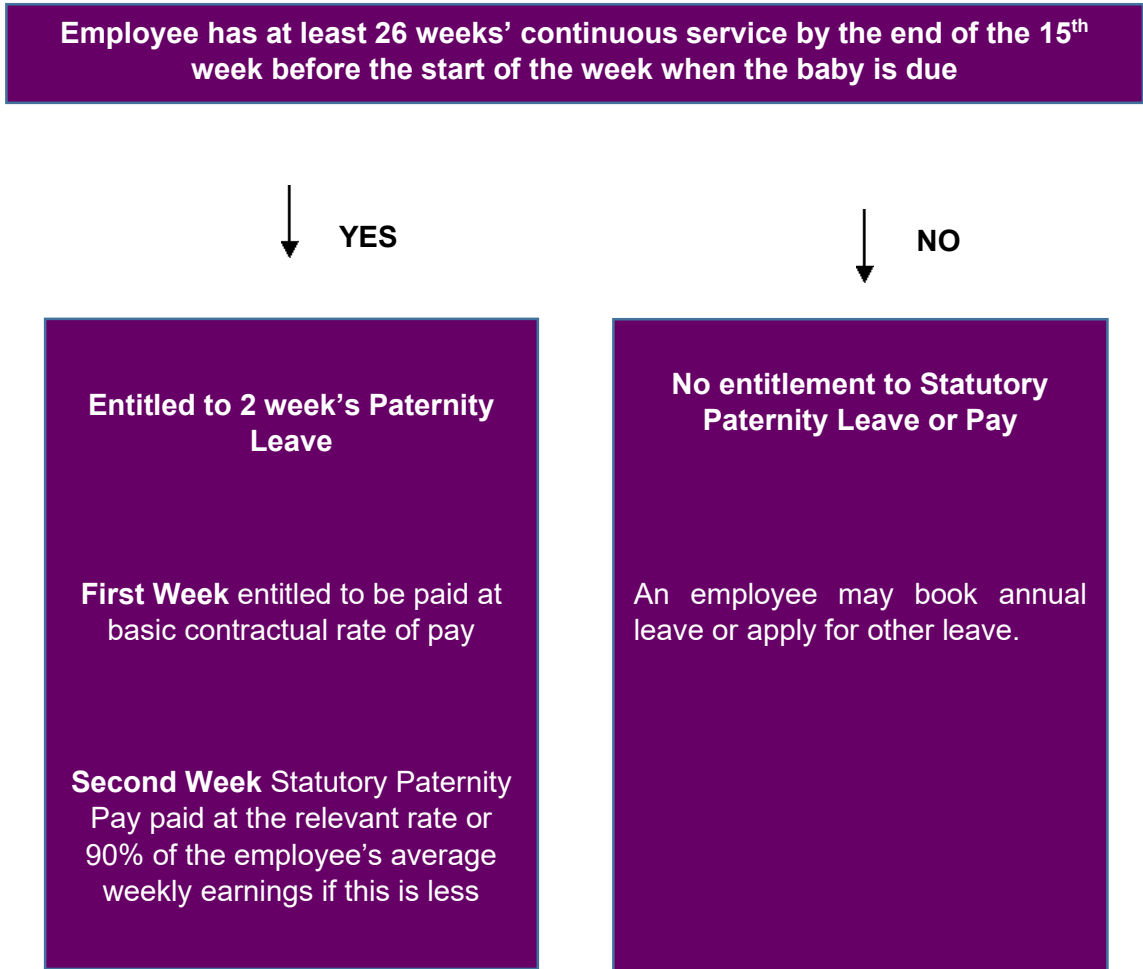 Employee has at least 26 weeks’ continuous service by the end of the 15th
week before the start of the week when the baby is due
YES
NO
Entitled to 2 week’s Paternity
Leave
First Week entitled to be paid at
basic contractual rate of pay
Second Week Statutory Paternity
Pay paid at the relevant rate or
90% of the employee’s average
weekly earnings if this is less
No entitlement to Statutory
Paternity Leave or Pay
An employee may book annual
leave or apply for other leave.